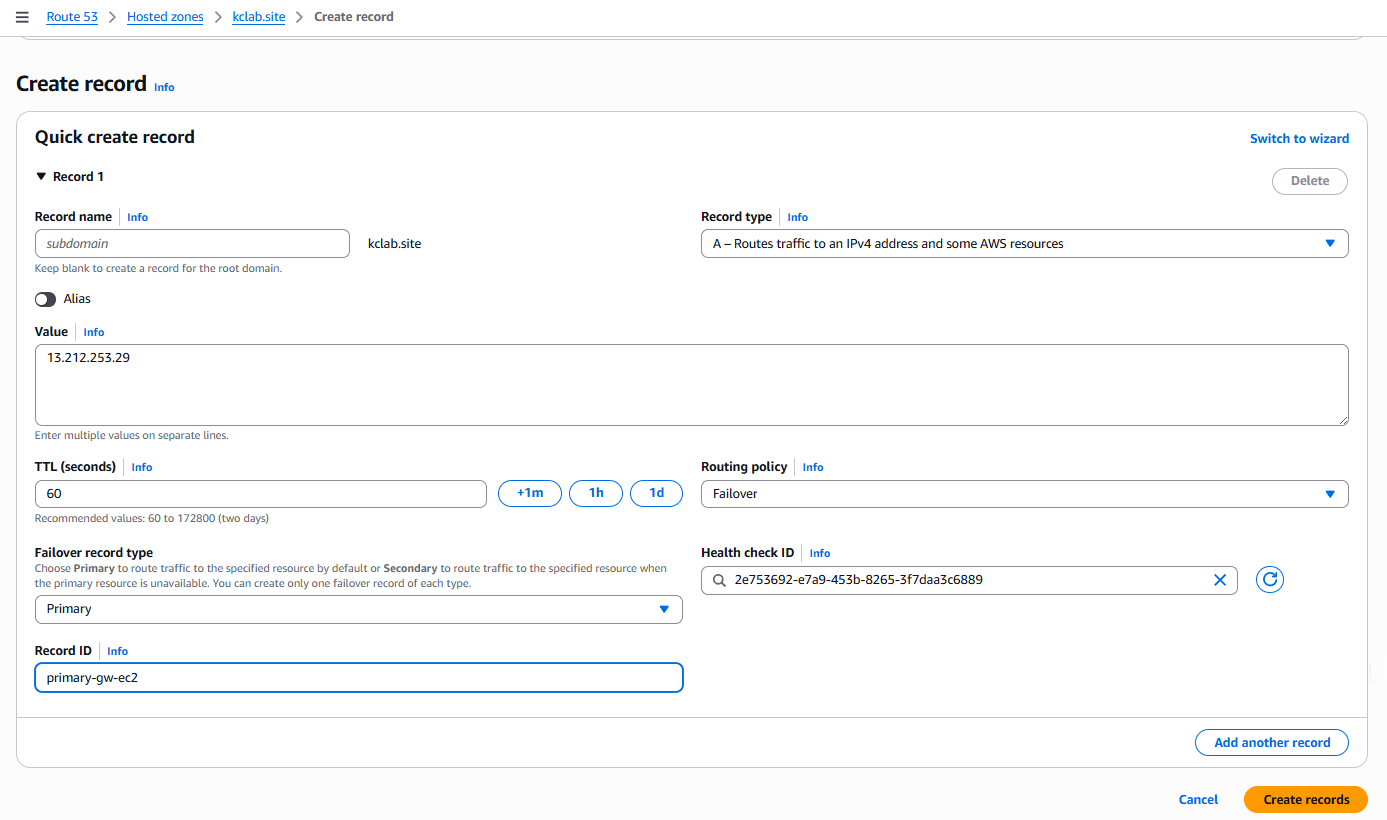 Route 53 > Hosted zones > kclab.site > Create record
Create record Info
Quick create record
Switch to wizard
Record 1
Delete
Record name Info
subdomain
kclab.site
Keep blank to create a record for the root domain.
Record type Info
A – Routes traffic to an IPv4 address and some AWS resources
Alias
Value Info
13.212.253.29
Enter multiple values on separate lines.
TTL (seconds) Info
60
+1m
1h
1d
Recommended values: 60 to 172800 (two days)
Routing policy Info
Failover
Failover record type
Choose Primary to route traffic to the specified resource by default or Secondary to route traffic to the specified resource when
the primary resource is unavailable. You can create only one failover record of each type.
Primary
Health check ID Info
2e753692-e7a9-453b-8265-3f7daa3c6889
Record ID Info
primary-gw-ec2
Add another record
Cancel
Create records